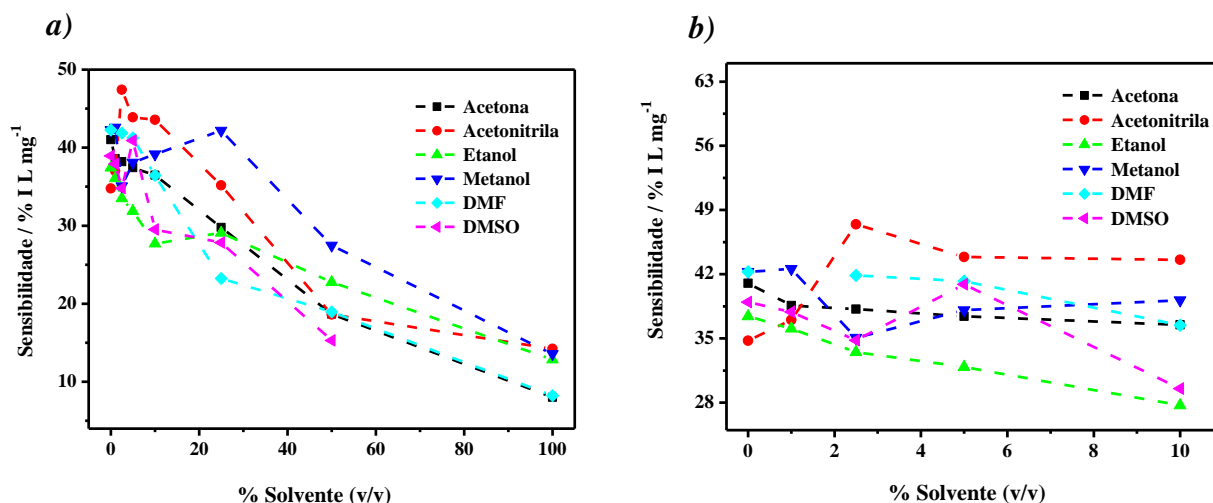 a)
Sensibilidade / % I L mg⁻¹
50
40
30
20
10
0
20
40
60
80
100
% Solvente (v/v)
Acetona
Acetonitrila
Etanol
Metanol
DMF
DMSO
b)
Sensibilidade / % I L mg⁻¹
63
56
49
42
35
28
0
2
4
6
8
10
% Solvente (v/v)
Acetona
Acetonitrila
Etanol
Metanol
DMF
DMSO